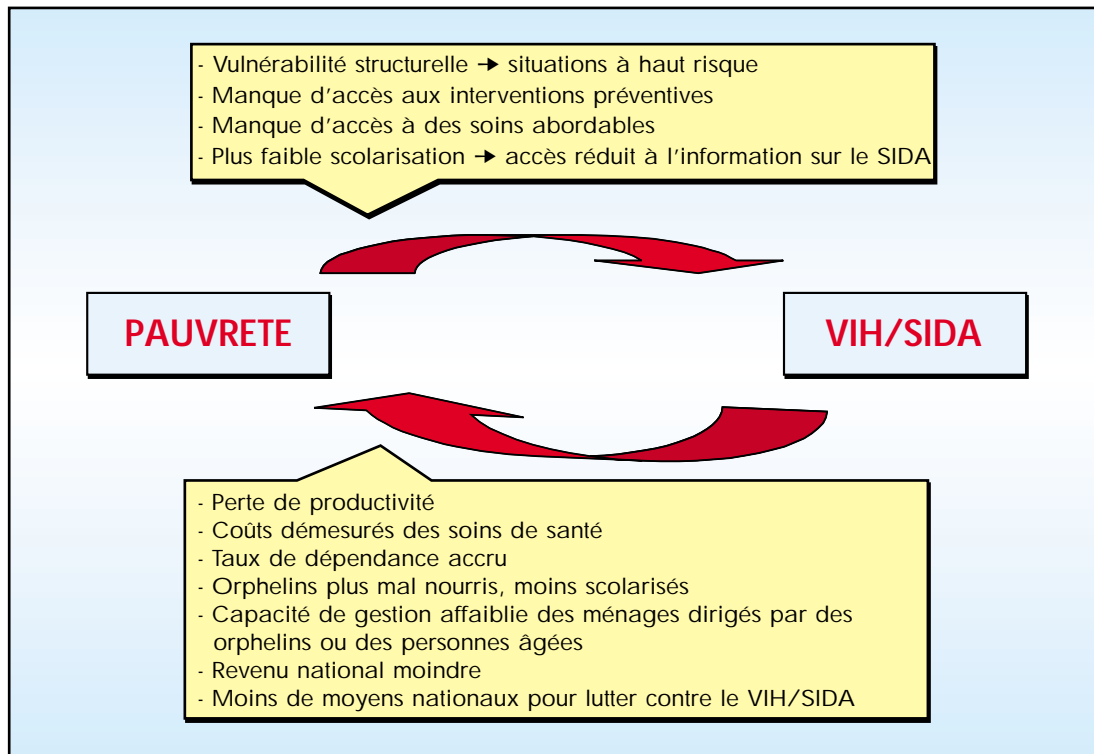 - Vulnérabilité structurelle → situations à haut risque
- Manque d'accès aux interventions préventives
- Manque d'accès à des soins abordables
- Plus faible scolarisation → accès réduit à l'information sur le SIDA
PAUVRETE
VIH/SIDA
- Perte de productivité
- Coûts démesurés des soins de santé
- Taux de dépendance accru
- Orphelins plus mal nourris, moins scolarisés
- Capacité de gestion affaiblie des ménages dirigés par des
orphelins ou des personnes âgées
- Revenu national moindre
- Moins de moyens nationaux pour lutter contre le VIH/SIDA